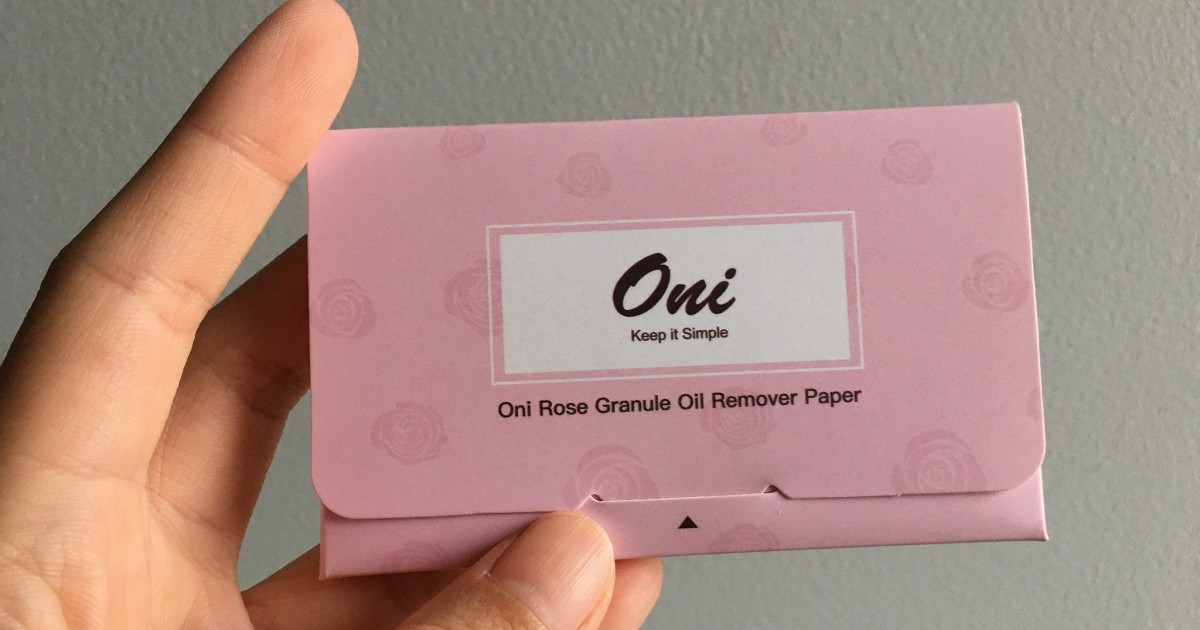 Oni
Keep it Simple
Oni Rose Granule Oil Remover Paper